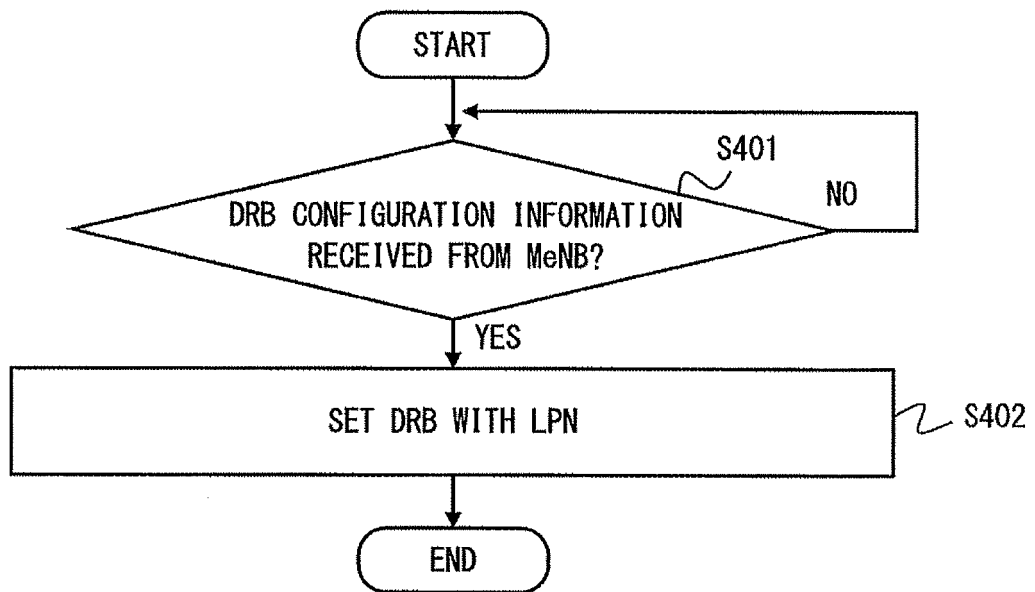 START
S401
NO
DRB CONFIGURATION INFORMATION
RECEIVED FROM MeNB?
YES
SET DRB WITH LPN
S402
END